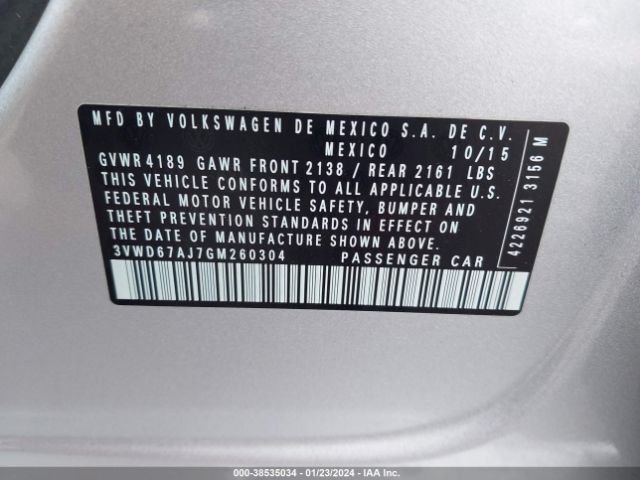 MFD BY VOLKSWAGEN DE MEXICO S.A. DE C.V.
MEXICO 10/15
GVWR 4189 GAWR FRONT 2138 / REAR 2161 LBS
THIS VEHICLE CONFORMS TO ALL APPLICABLE U.S.
FEDERAL MOTOR VEHICLE SAFETY, BUMPER AND
THEFT PREVENTION STANDARDS IN EFFECT ON
THE DATE OF MANUFACTURE SHOWN ABOVE.
3VWD67AJ7GM260304 PASSENGER CAR
4226921 3156 M
000-38535034 / 01/23/2024 - IAA Inc.